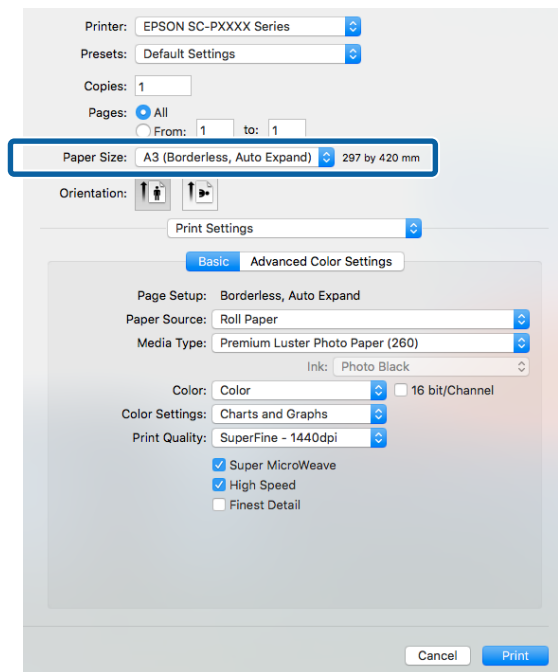 Printer: EPSON SC-PXXXX Series
Presets: Default Settings
Copies: 1
Pages: All
From: 1 to: 1
Paper Size: A3 (Borderless, Auto Expand) 297 by 420 mm
Orientation:
Print Settings
Basic Advanced Color Settings
Page Setup: Borderless, Auto Expand
Paper Source: Roll Paper
Media Type: Premium Luster Photo Paper (260)
Ink: Photo Black
Color: Color 16 bit/Channel
Color Settings: Charts and Graphs
Print Quality: SuperFine - 1440dpi
Super MicroWeave
High Speed
Finest Detail
Cancel Print